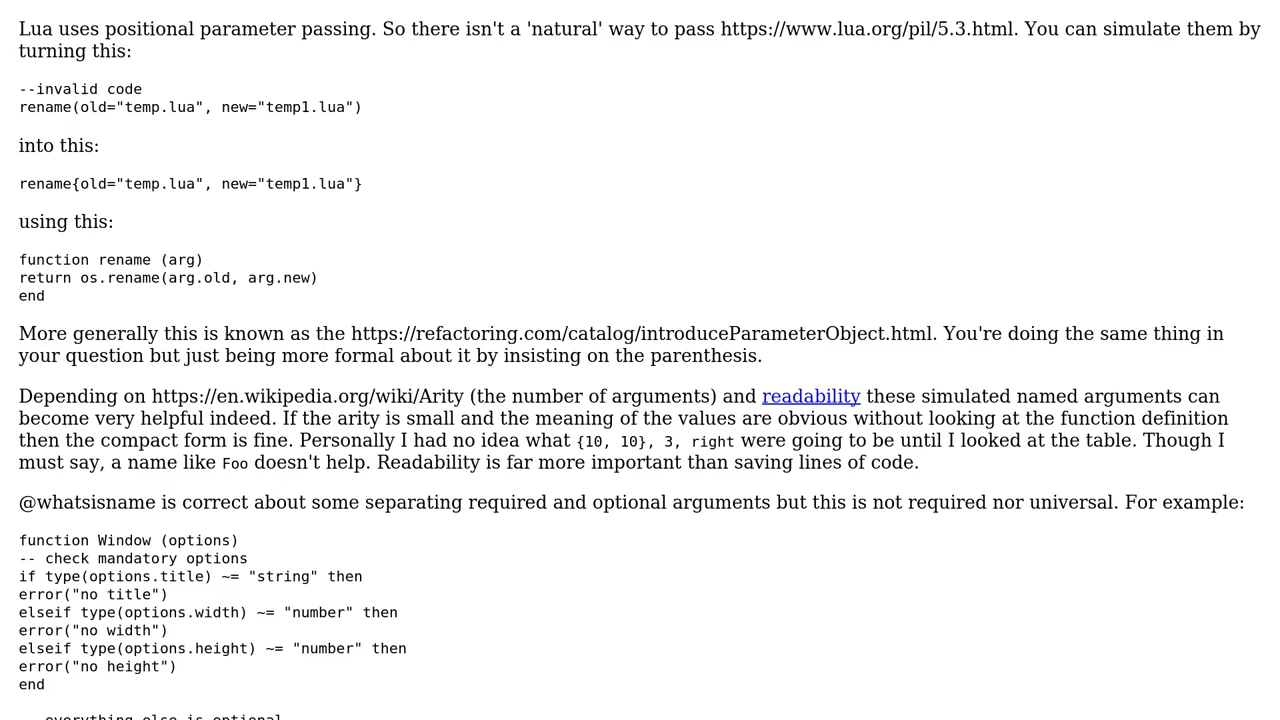 Lua uses positional parameter passing. So there isn't a 'natural' way to pass https://www.lua.org/pil/5.3.html. You can simulate them by
turning this:
--invalid code
rename(old="temp.lua", new="temp1.lua")
into this:
rename{old="temp.lua", new="temp1.lua"}
using this:
function rename (arg)
return os.rename(arg.old, arg.new)
end
More generally this is known as the https://refactoring.com/catalog/introduceParameterObject.html. You're doing the same thing in
your question but just being more formal about it by insisting on the parenthesis.
Depending on https://en.wikipedia.org/wiki/Arity (the number of arguments) and readability these simulated named arguments can
become very helpful indeed. If the arity is small and the meaning of the values are obvious without looking at the function definition
then the compact form is fine. Personally I had no idea what {10, 10}, 3, right were going to be until I looked at the table. Though I
must say, a name like Foo doesn't help. Readability is far more important than saving lines of code.
@whatsisname is correct about some separating required and optional arguments but this is not required nor universal. For example:
function Window (options)
-- check mandatory options
if type(options.title) ~= "string" then
error("no title")
elseif type(options.width) ~= "number" then
error("no width")
elseif type(options.height) ~= "number" then
error("no height")
end
-- everything else is optional